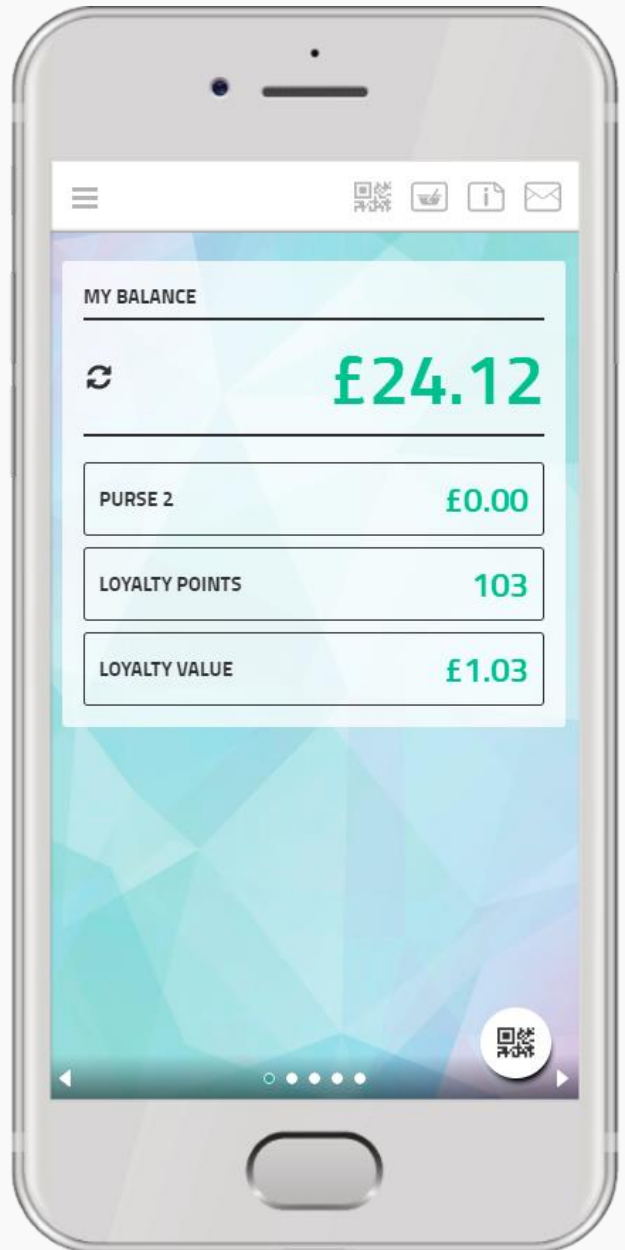 MY BALANCE
£24.12
PURSE 2 £0.00
LOYALTY POINTS 103
LOYALTY VALUE £1.03